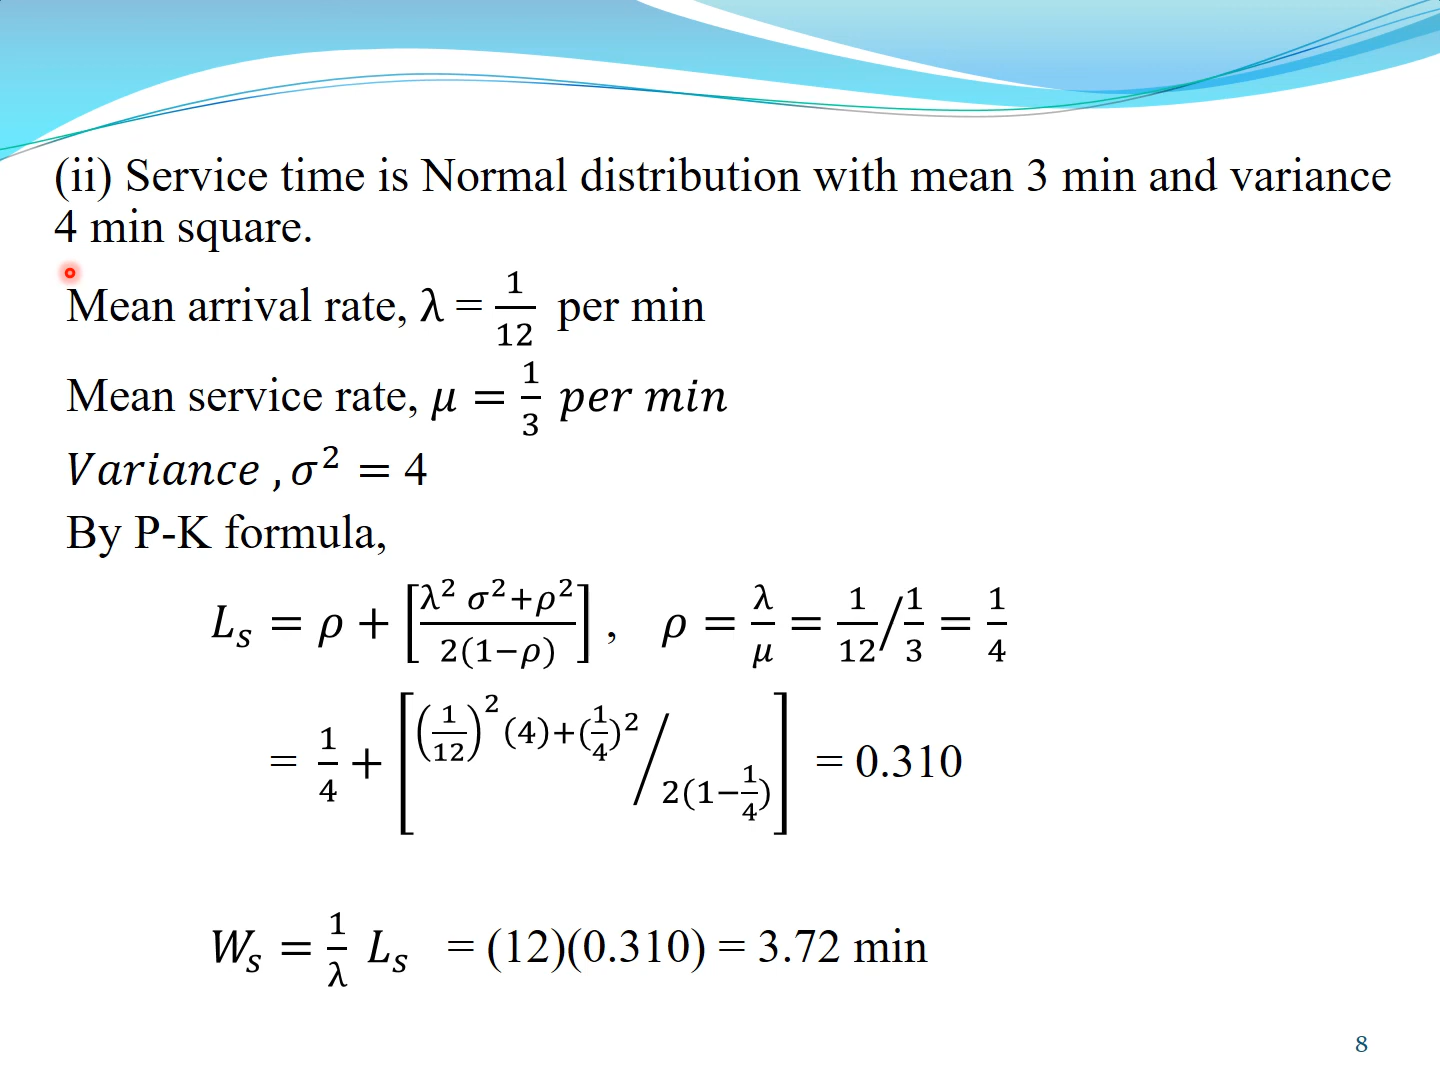 (ii) Service time is Normal distribution with mean 3 min and variance
4 min square.
Mean arrival rate, λ = 1/12 per min
Mean service rate, μ = 1/3 per min
Variance , σ² = 4
By P-K formula,
Lₛ = ρ + [λ² σ²+ρ² / 2(1−ρ)] , ρ = λ/μ = 1/12 / 1/3 = 1/4
= 1/4 + [(1/12)²(4)+(1/4)² / 2(1−1/4)] = 0.310
Wₛ = 1/λ Lₛ = (12)(0.310) = 3.72 min
8